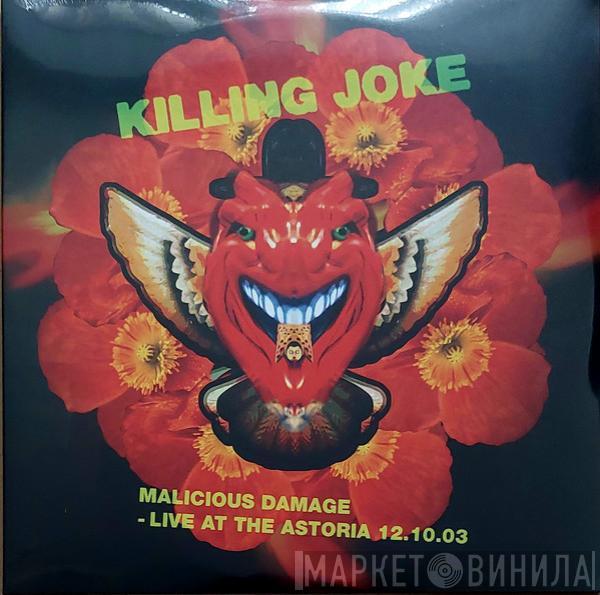 KILLING JOKE
MALICIOUS DAMAGE
- LIVE AT THE ASTORIA 12.10.03
МАРКЕТ ВИНИЛА